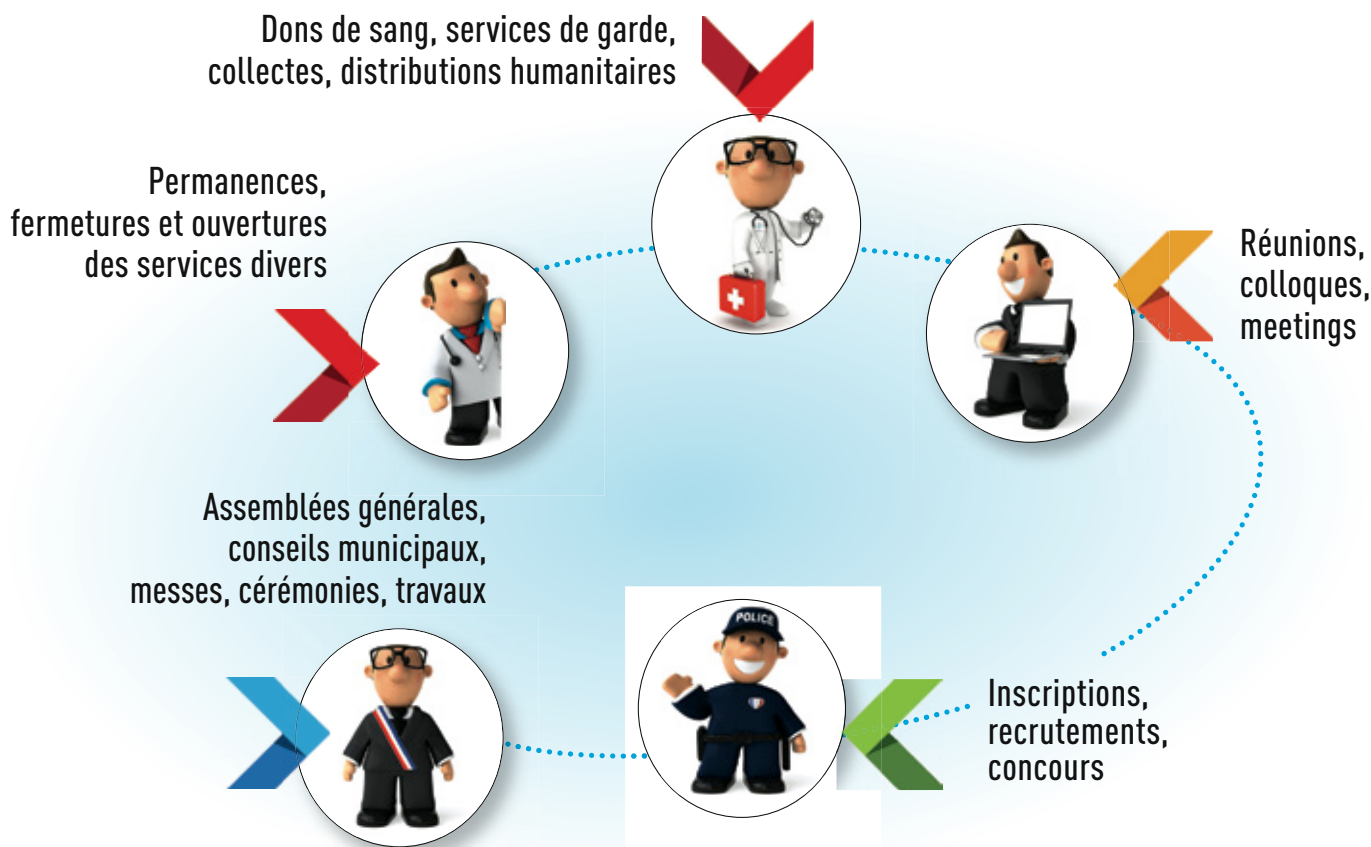 Dons de sang, services de garde,
collectes, distributions humanitaires
Permanences,
fermetures et ouvertures
des services divers
Réunions,
colloques,
meetings
Assemblées générales,
conseils municipaux,
messes, cérémonies, travaux
POLICE
Inscriptions,
recrutements,
concours